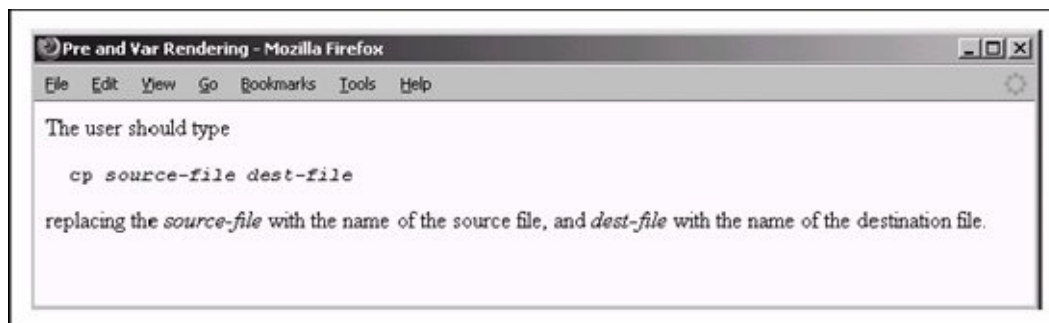 Pre and Var Rendering - Mozilla Firefox
File Edit View Go Bookmarks Tools Help
The user should type
cp source-file dest-file
replacing the source-file with the name of the source file, and dest-file with the name of the destination file.